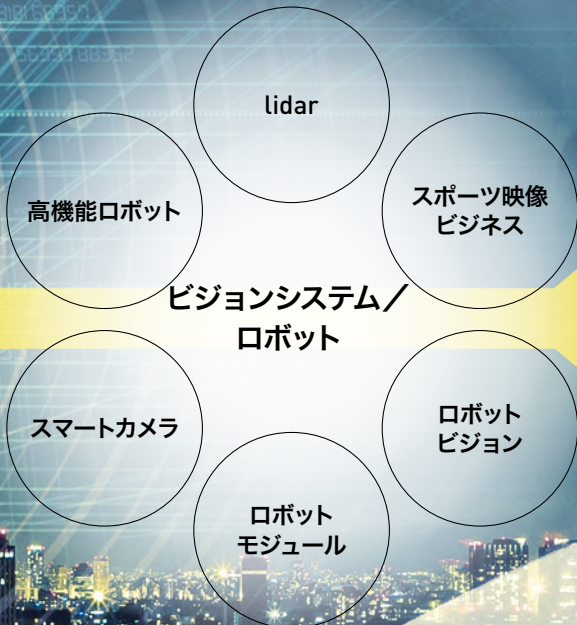 lidar
高機能ロボット
スポーツ映像
ビジネス
ビジョンシステム／
ロボット
スマートカメラ
ロボット
ビジョン
ロボット
モジュール